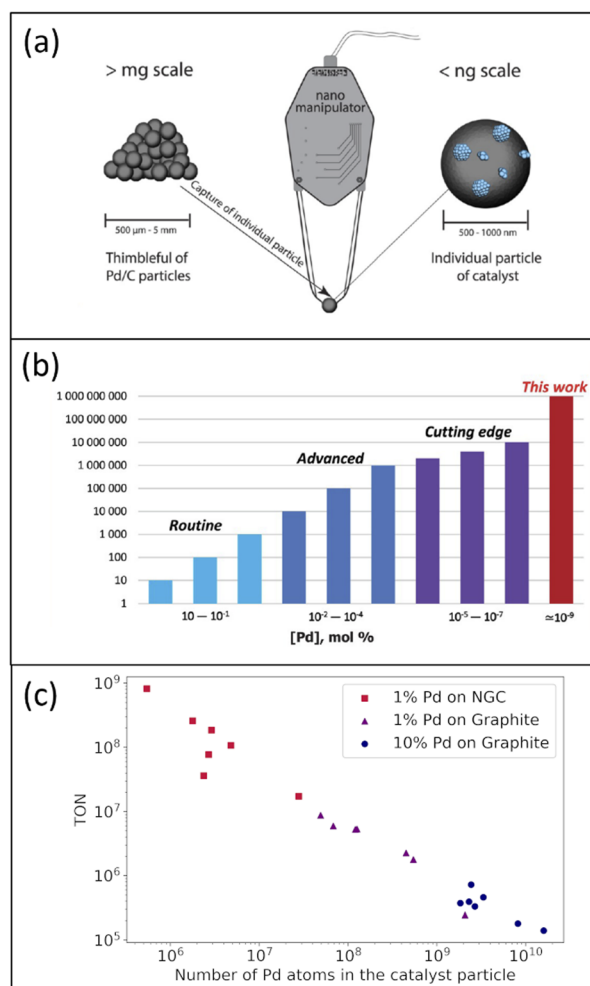 (a)
> mg scale
< ng scale
nano
manipulator
Capture of individual particle
500 µm - 5 mm
500 - 1000 nm
Thimbleful of
Pd/C particles
Individual particle
of catalyst
(b)
This work
1 000 000 000
100 000 000
10 000 000
1 000 000
100 000
10 000
1 000
100
10
1
Cutting edge
Advanced
Routine
10 — 10⁻¹
10⁻² — 10⁻⁴
10⁻⁵ — 10⁻⁷
≃10⁻⁹
[Pd], mol %
(c)
10⁹
10⁸
10⁷
10⁶
10⁵
TON
1% Pd on NGC
1% Pd on Graphite
10% Pd on Graphite
10⁶
10⁷
10⁸
10⁹
10¹⁰
Number of Pd atoms in the catalyst particle